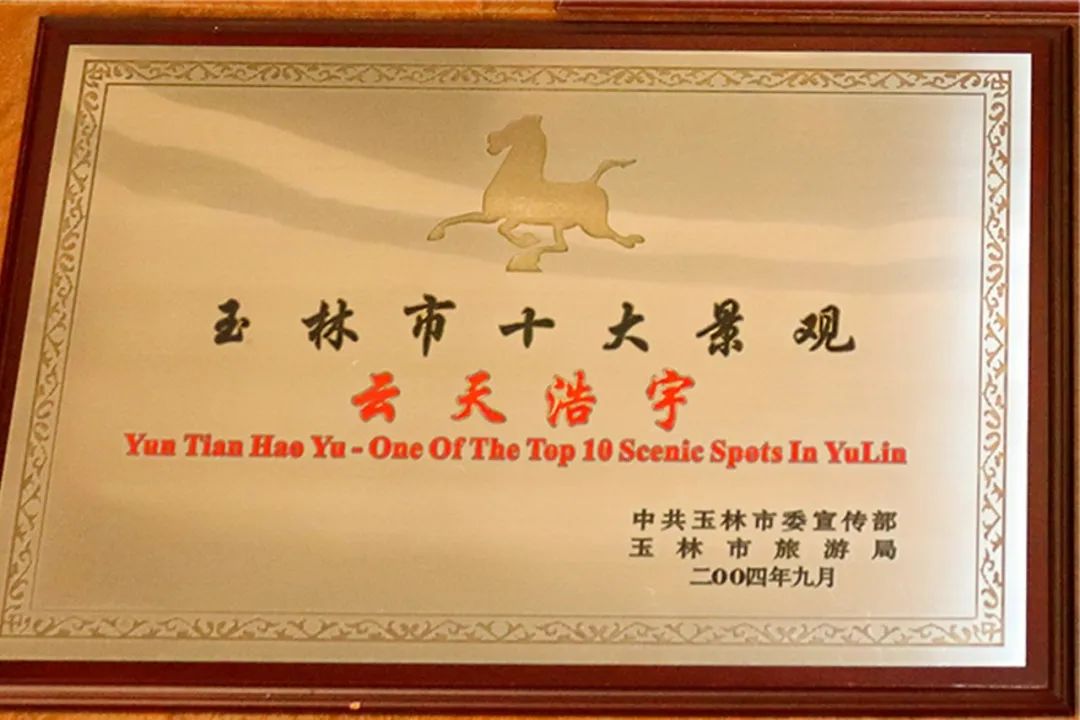 玉林市十大景观
云天浩宇
Yun Tian Hao Yu - One Of The Top 10 Scenic Spots In YuLin
中共玉林市委宣传部
玉林市旅游局
二〇〇四年九月